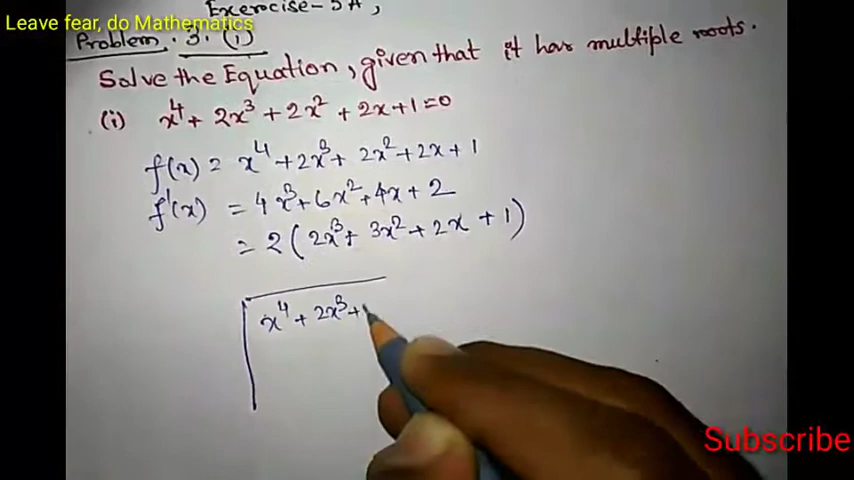 Exercise-3A,
Leave fear, do Mathematics
Problem. 3. (i)
Solve the Equation, given that it has multiple roots.
(i) x⁴ + 2x³ + 2x² + 2x + 1 = 0
f(x) = x⁴ + 2x³ + 2x² + 2x + 1
f'(x) = 4x³ + 6x² + 4x + 2
= 2 (2x³ + 3x² + 2x + 1)
x⁴ + 2x³ +
Subscribe